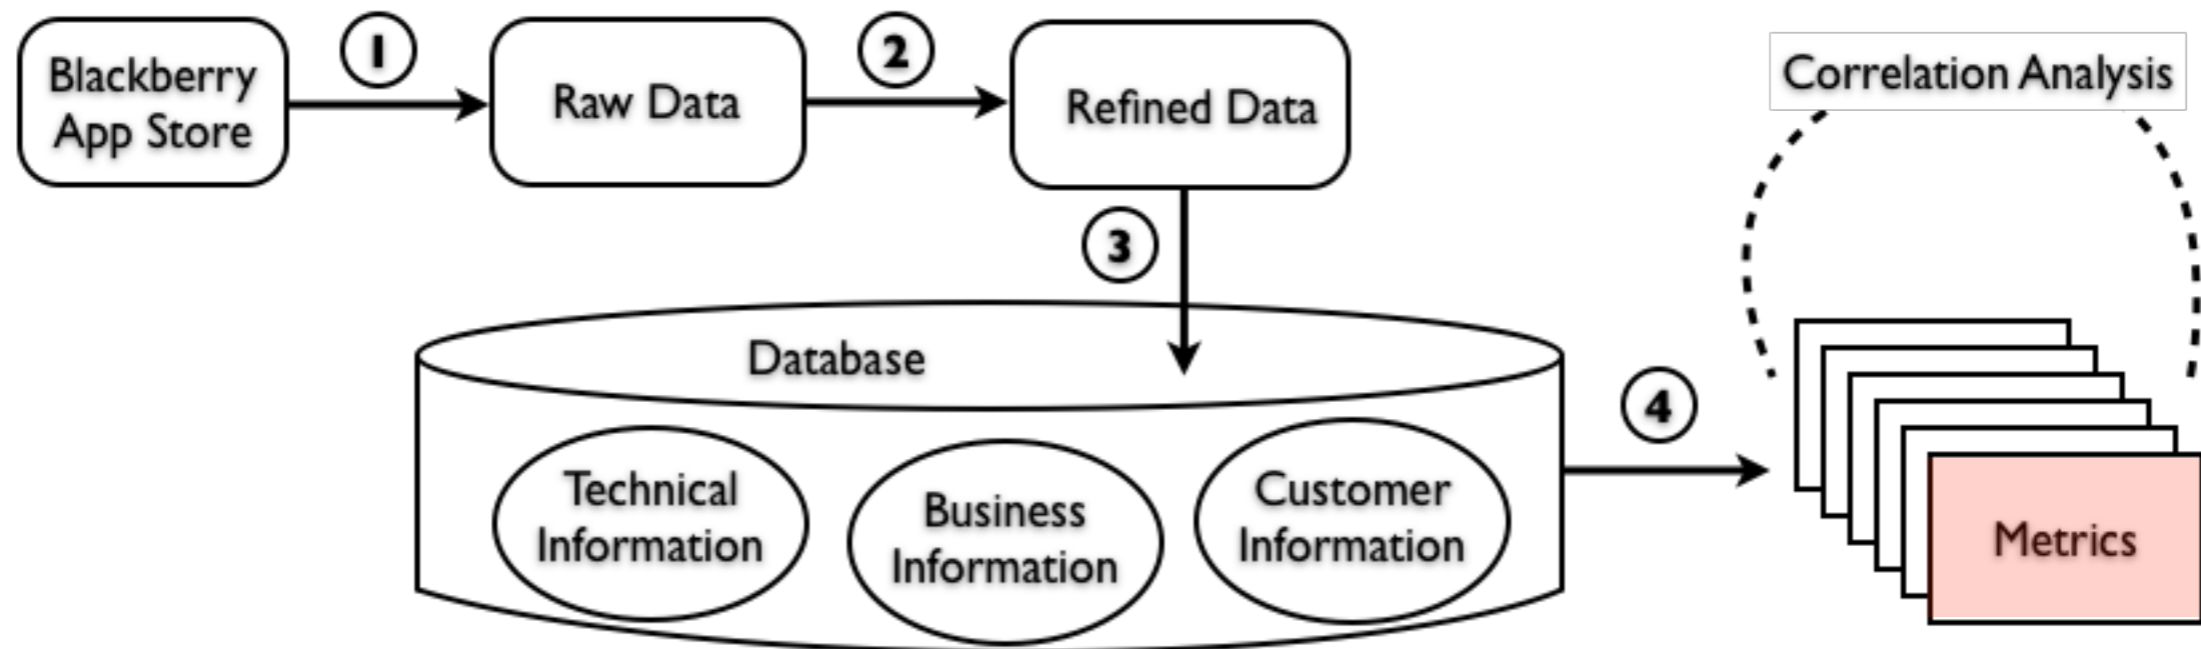 Blackberry
App Store
1
Raw Data
2
Refined Data
Correlation Analysis
3
Database
4
Technical
Information
Business
Information
Customer
Information
Metrics